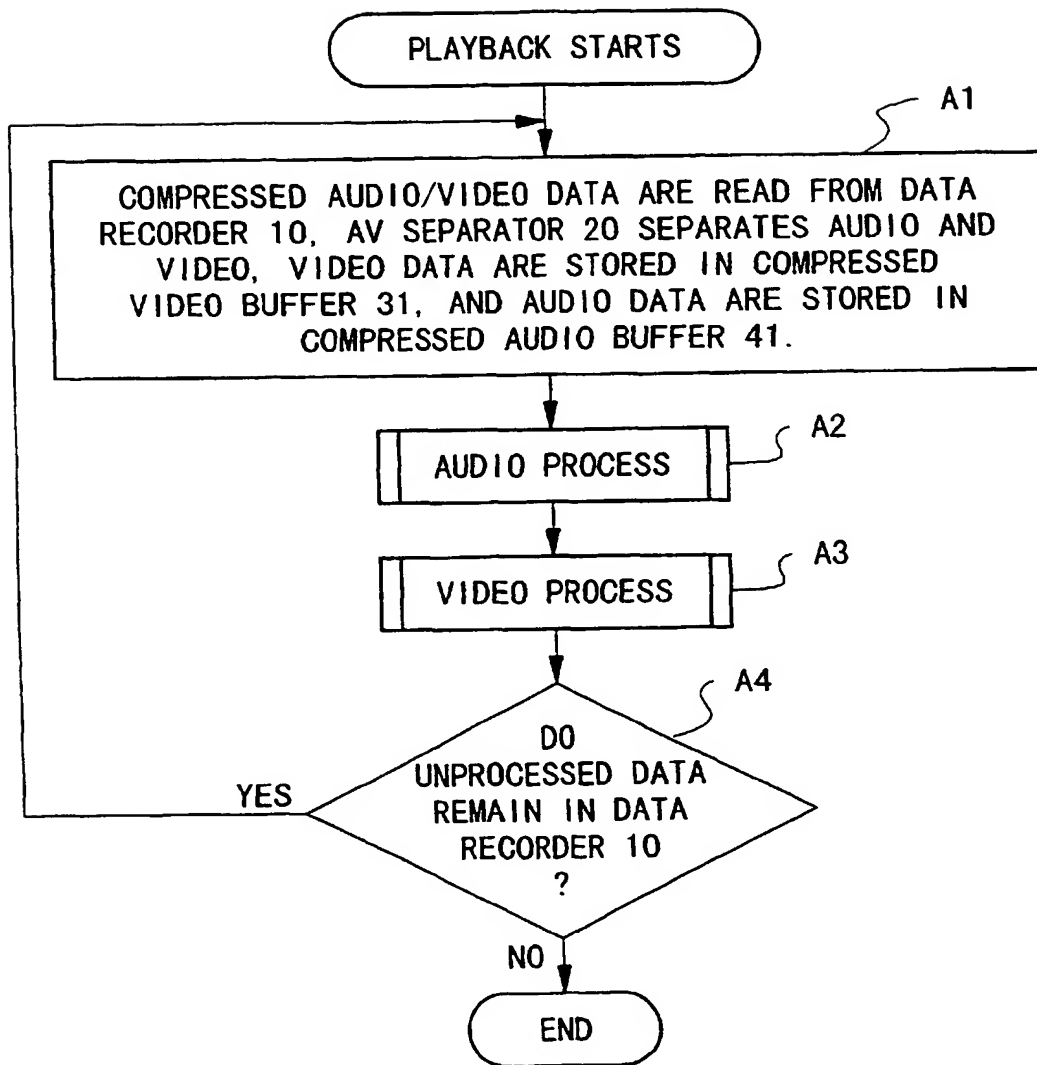 PLAYBACK STARTS
A1
COMPRESSED AUDIO/VIDEO DATA ARE READ FROM DATA
RECORDER 10, AV SEPARATOR 20 SEPARATES AUDIO AND
VIDEO, VIDEO DATA ARE STORED IN COMPRESSED
VIDEO BUFFER 31, AND AUDIO DATA ARE STORED IN
COMPRESSED AUDIO BUFFER 41.
A2
AUDIO PROCESS
A3
VIDEO PROCESS
A4
DO
UNPROCESSED DATA
REMAIN IN DATA
RECORDER 10
?
YES
NO
END